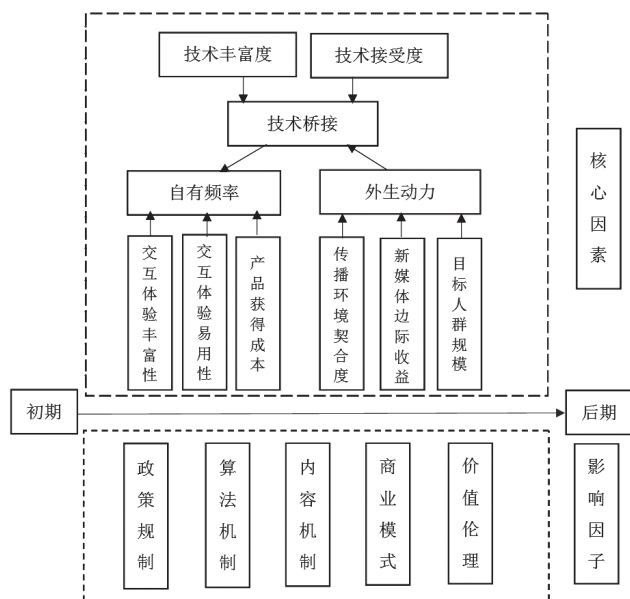 技术丰富度
技术接受度
技术桥接
自有频率
外生动力
交互体验丰富性
交互体验易用性
产品获得成本
传播环境契合度
新媒体边际收益
目标人群规模
核心因素
初期
后期
政策规制
算法机制
内容机制
商业模式
价值伦理
影响因子